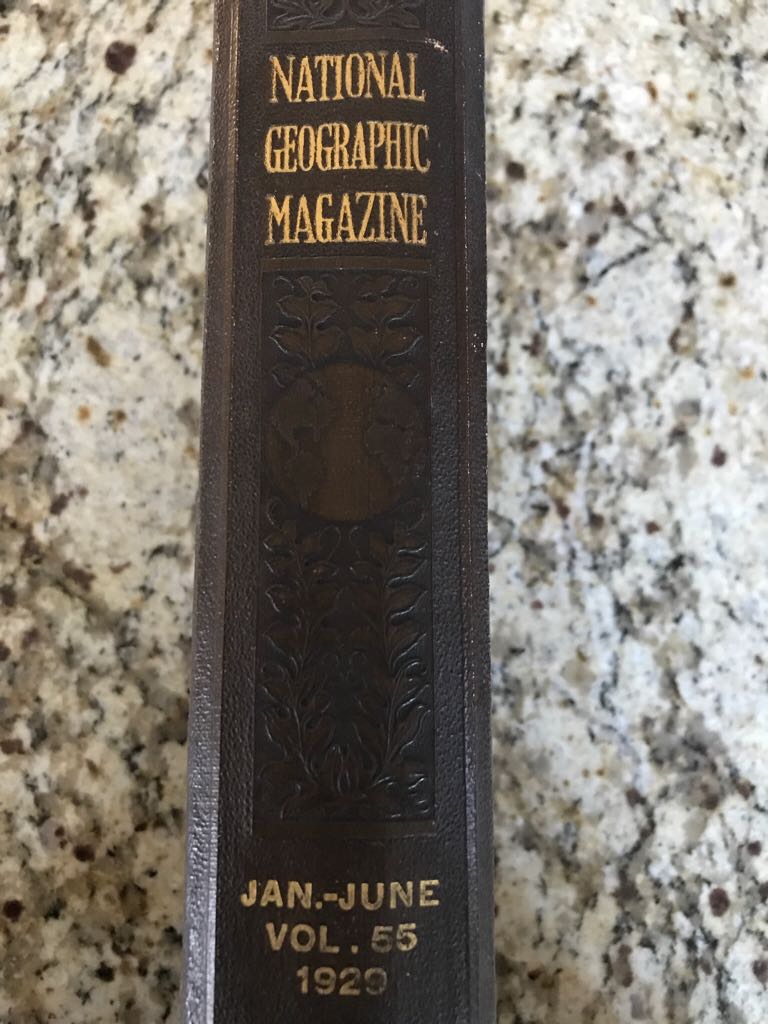 NATIONAL
GEOGRAPHIC
MAGAZINE
JAN.-JUNE
VOL. 55
1929